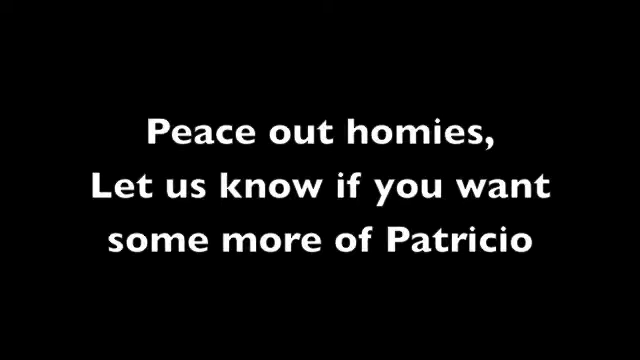 Peace out homies,
Let us know if you want
some more of Patricio